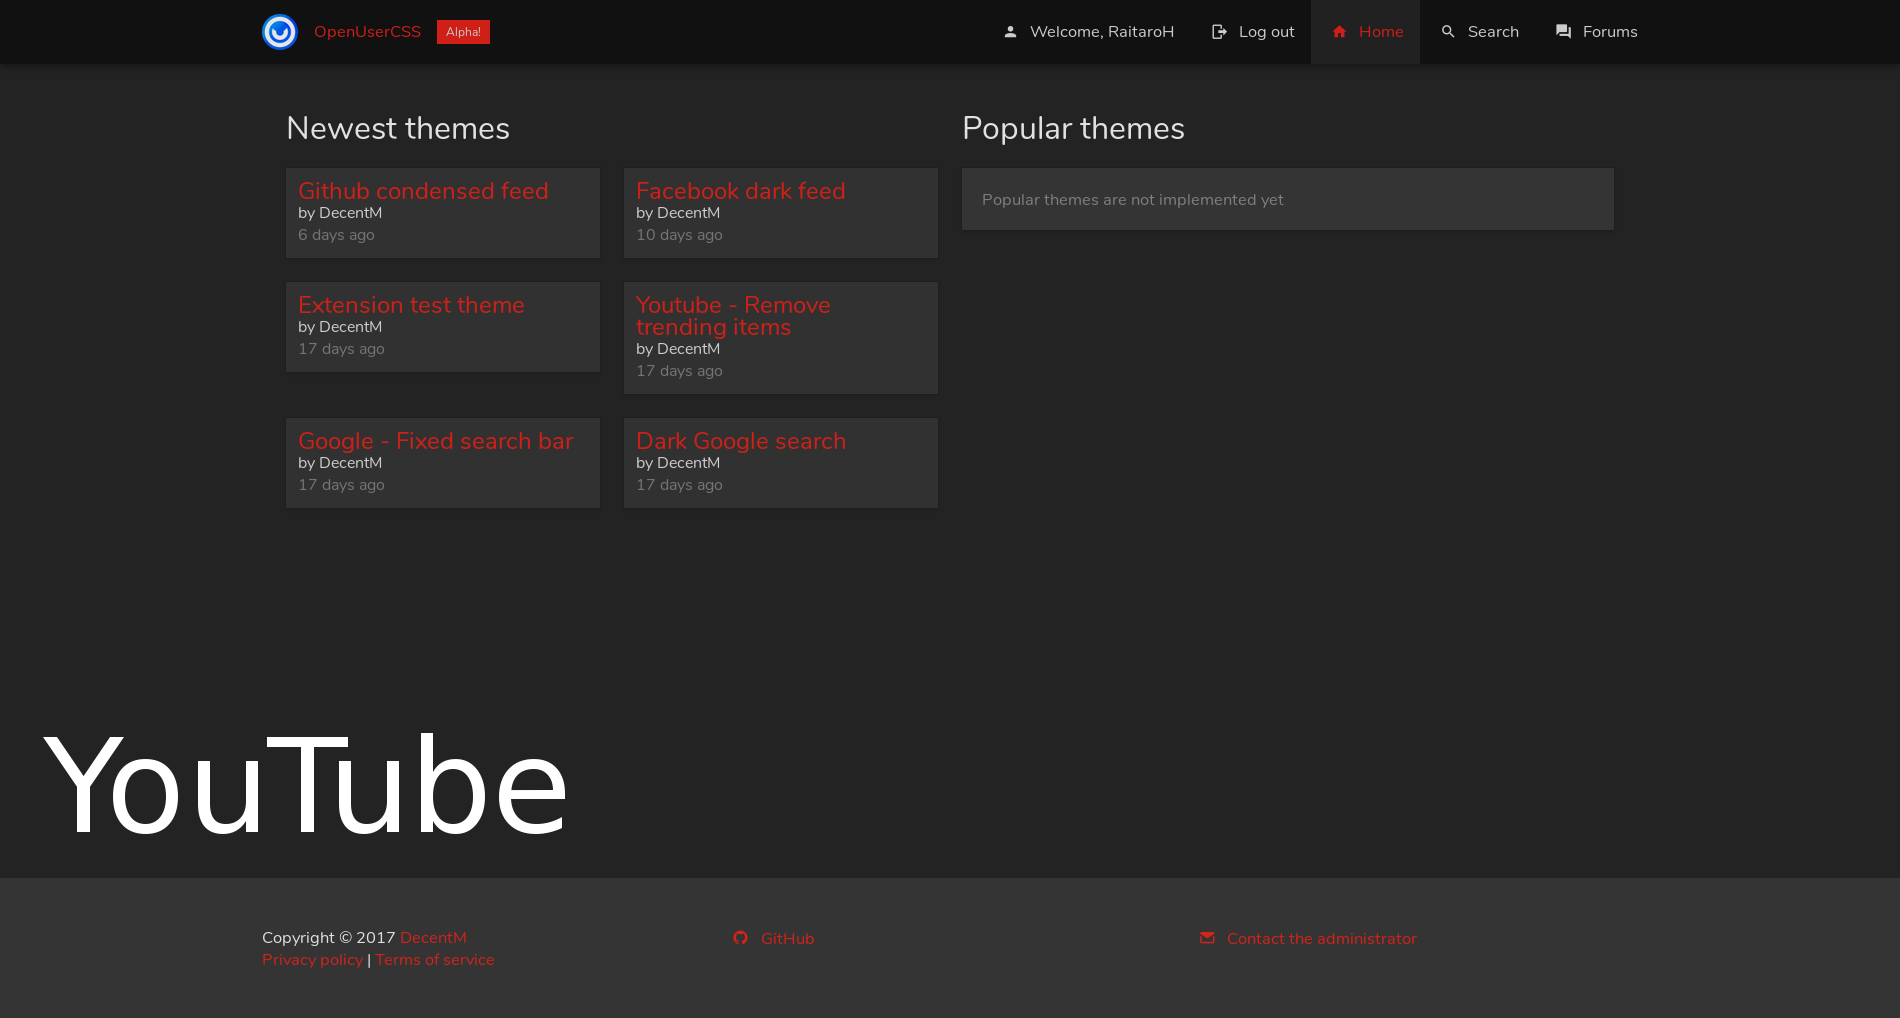 OpenUserCSS
Alpha!
Welcome, RaitaroH
Log out
Home
Search
Forums
Newest themes
Github condensed feed
by DecentM
6 days ago
Facebook dark feed
by DecentM
10 days ago
Extension test theme
by DecentM
17 days ago
Youtube - Remove
trending items
by DecentM
17 days ago
Google - Fixed search bar
by DecentM
17 days ago
Dark Google search
by DecentM
17 days ago
Popular themes
Popular themes are not implemented yet
YouTube
Copyright © 2017 DecentM
Privacy policy | Terms of service
GitHub
Contact the administrator